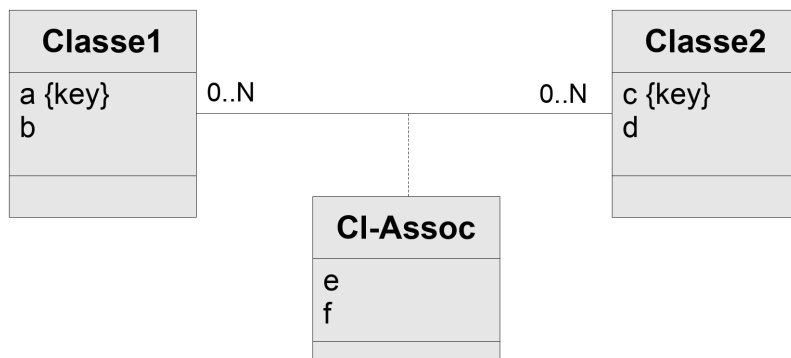 Classe1
a {key}
b
0..N
0..N
Classe2
c {key}
d
Cl-Assoc
e
f